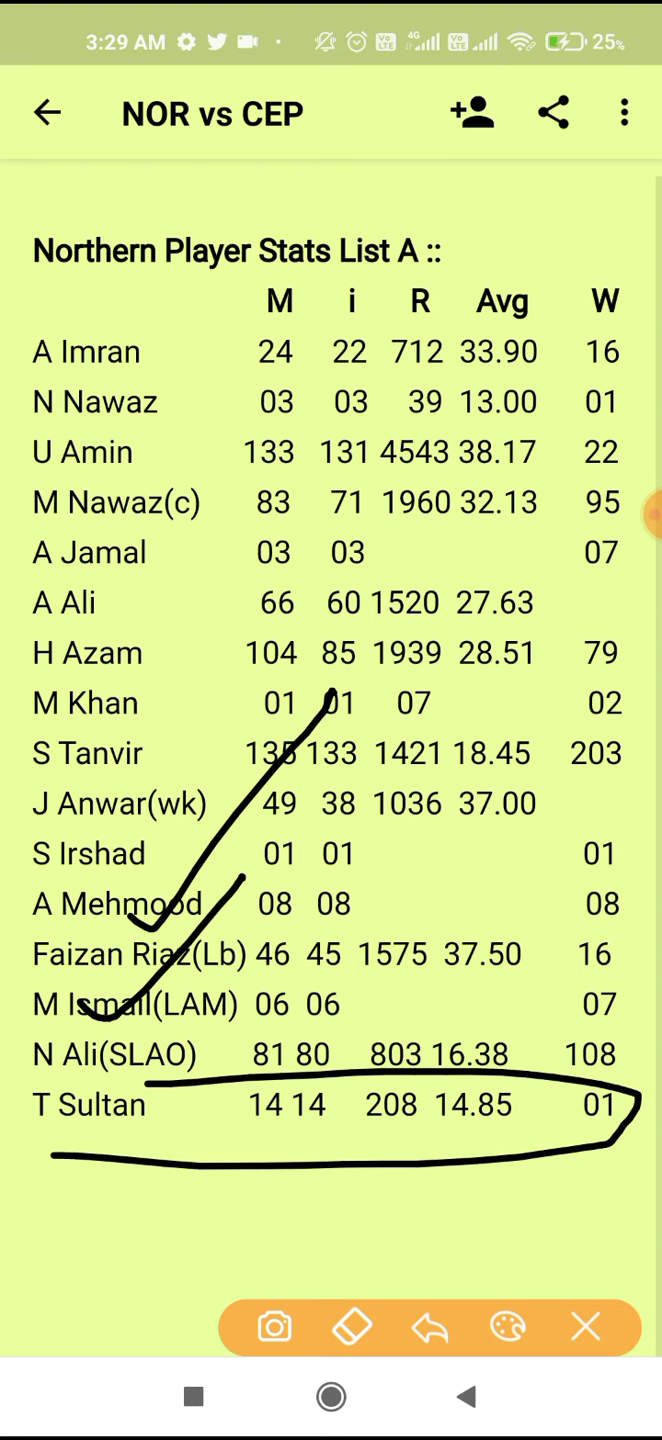 3:29 AM 4G Vo LTE Vo LTE 25%
NOR vs CEP
Northern Player Stats List A ::
M i R Avg W
A Imran 24 22 712 33.90 16
N Nawaz 03 03 39 13.00 01
U Amin 133 131 4543 38.17 22
M Nawaz(c) 83 71 1960 32.13 95
A Jamal 03 03 07
A Ali 66 60 1520 27.63
H Azam 104 85 1939 28.51 79
M Khan 01 01 07 02
S Tanvir 135 133 1421 18.45 203
J Anwar(wk) 49 38 1036 37.00
S Irshad 01 01 01
A Mehmood 08 08 08
Faizan Riaz(Lb) 46 45 1575 37.50 16
M Ismail(LAM) 06 06 07
N Ali(SLAO) 81 80 803 16.38 108
T Sultan 14 14 208 14.85 01